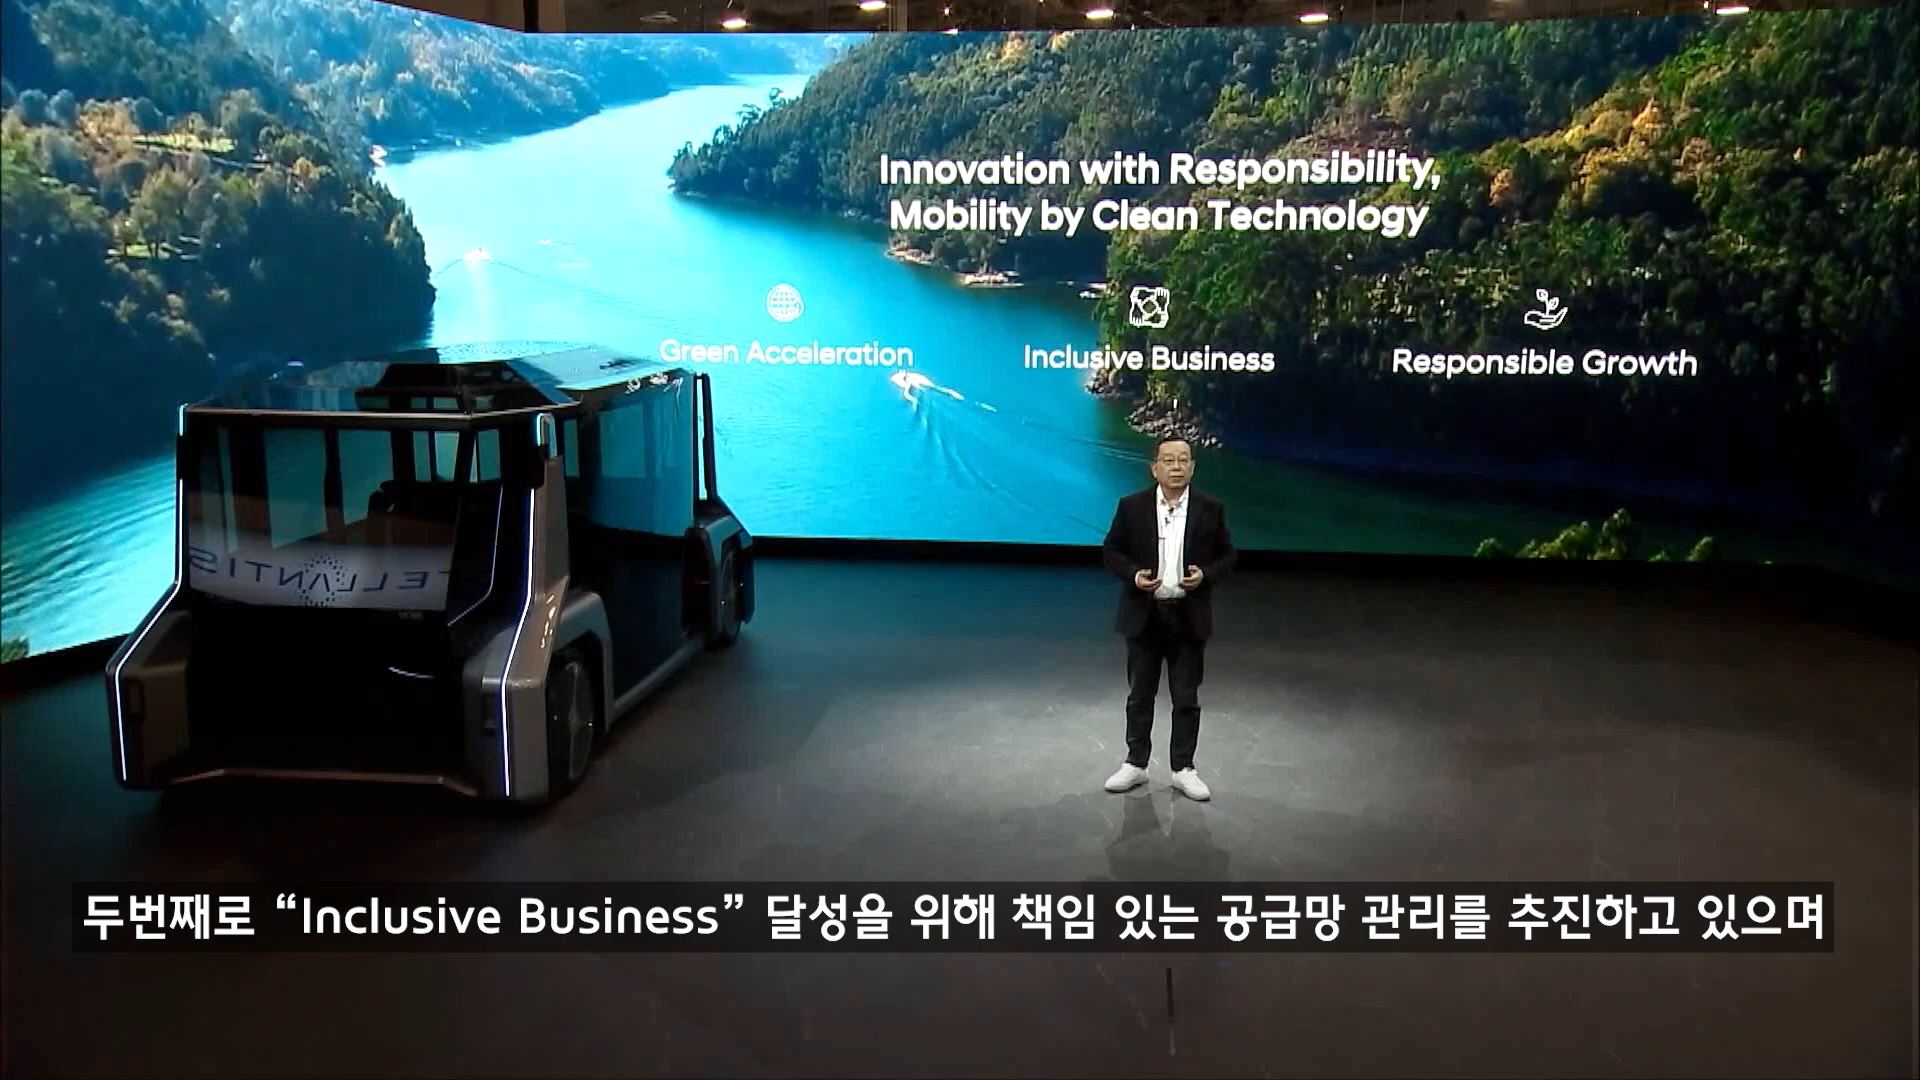 Innovation with Responsibility,
Mobility by Clean Technology
Green Acceleration
Inclusive Business
Responsible Growth
STELLANTIS
두번째로 “Inclusive Business” 달성을 위해 책임 있는 공급망 관리를 추진하고 있으며